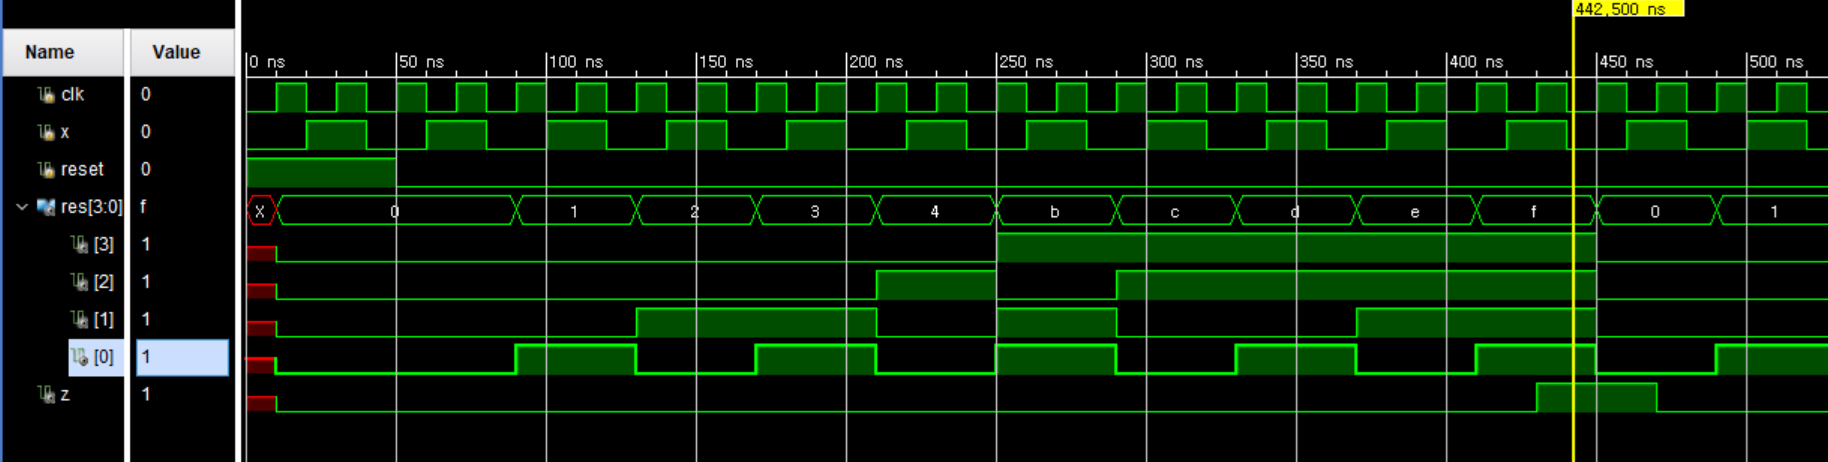 442,500 ns
Name Value
0 ns 50 ns 100 ns 150 ns 200 ns 250 ns 300 ns 350 ns 400 ns 450 ns 500 ns
clk 0
x 0
reset 0
res[3:0] f X 0 1 2 3 4 b c d e f 0 1
[3] 1
[2] 1
[1] 1
[0] 1
z 1